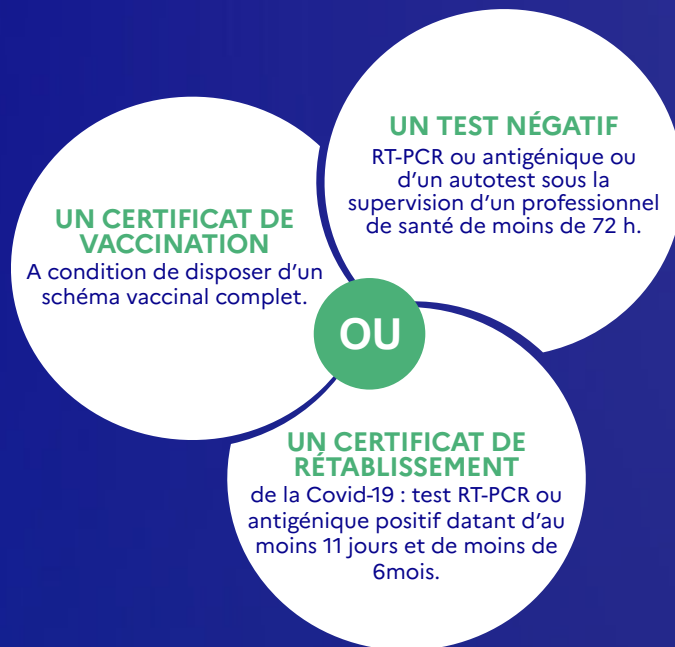 UN TEST NÉGATIF
RT-PCR ou antigénique ou
d'un autotest sous la
supervision d'un professionnel
de santé de moins de 72 h.
UN CERTIFICAT DE
VACCINATION
A condition de disposer d'un
schéma vaccinal complet.
OU
UN CERTIFICAT DE
RÉTABLISSEMENT
de la Covid-19 : test RT-PCR ou
antigénique positif datant d'au
moins 11 jours et de moins de
6mois.